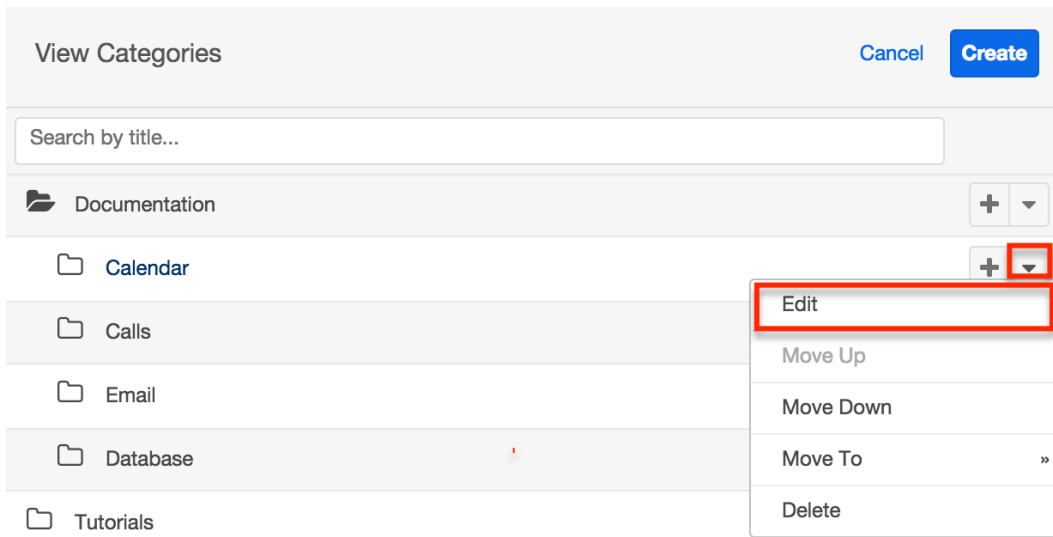 View Categories
Cancel
Create
Search by title...
Documentation
Calendar
Edit
Calls
Move Up
Email
Move Down
Database
Move To »
Tutorials
Delete